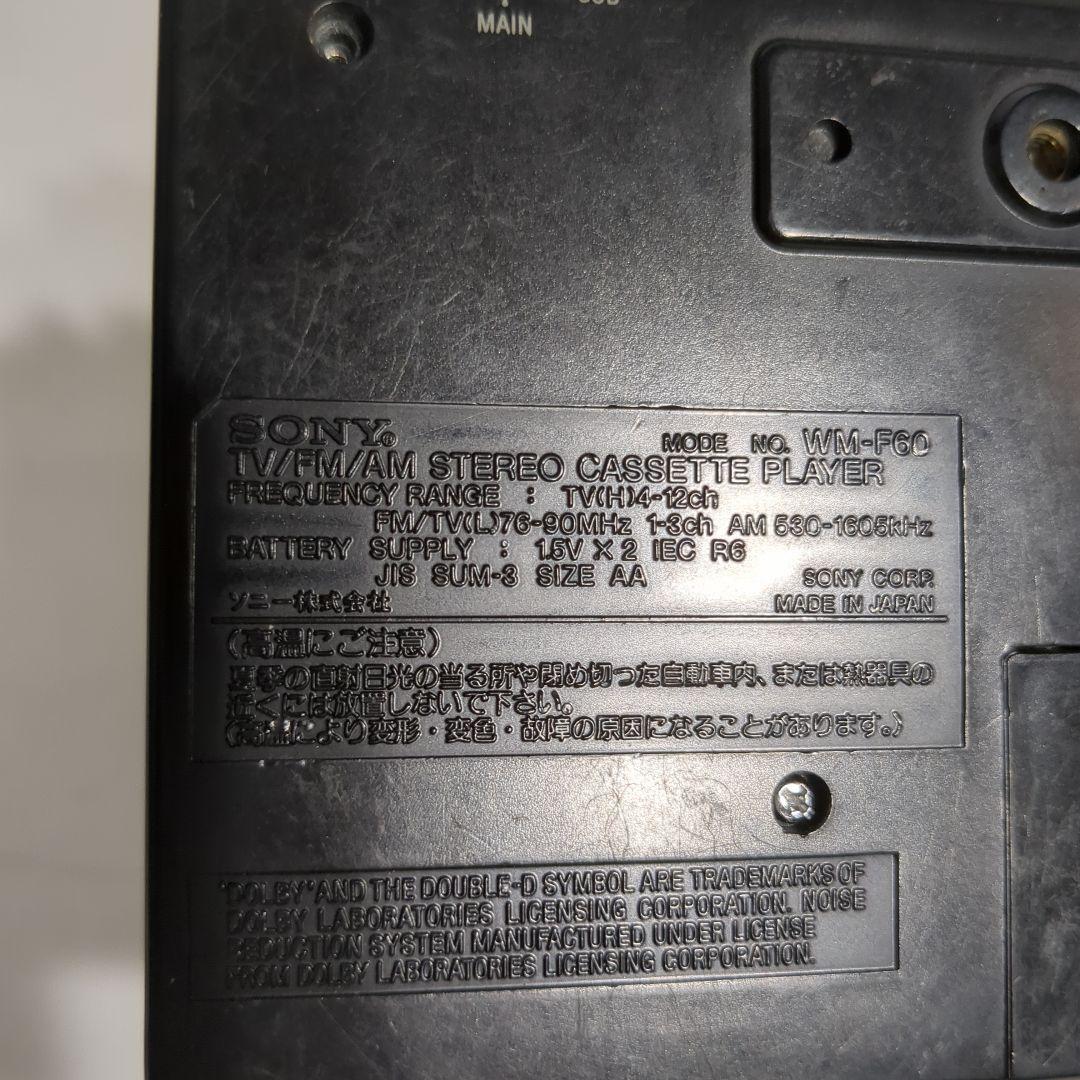 MAIN
SONY®
MODE NO. WM-F60
TV/FM/AM STEREO CASSETTE PLAYER
FREQUENCY RANGE : TV(H)4-12ch
FM/TV(L)76-90MHz 1-3ch AM 530-1605kHz
BATTERY SUPPLY : 1.5V X 2 IEC R6
JIS SUM-3 SIZE AA
SONY CORP.
ソニー株式会社
MADE IN JAPAN
(高温にご注意)
夏季の直射日光の当る所や閉め切った自動車内、または熱器具の
近くには放置しないで下さい。
(高温により変形・変色・故障の原因になることがあります。)
"DOLBY" AND THE DOUBLE-D SYMBOL ARE TRADEMARKS OF
DOLBY LABORATORIES LICENSING CORPORATION. NOISE
REDUCTION SYSTEM MANUFACTURED UNDER LICENSE
FROM DOLBY LABORATORIES LICENSING CORPORATION.